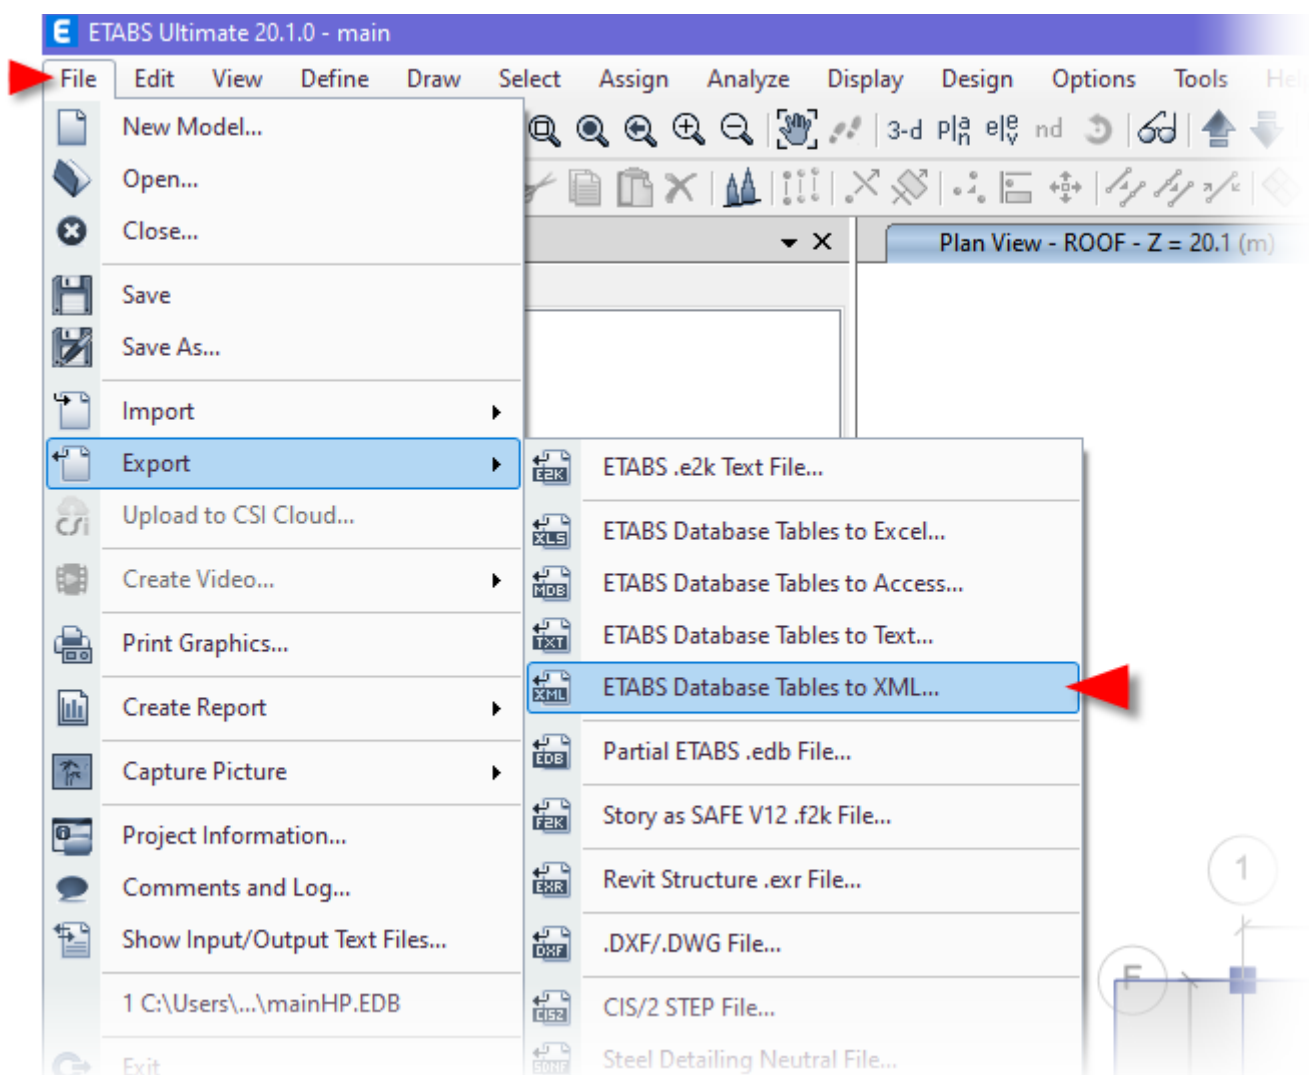 ETABS Ultimate 20.1.0 - main
File Edit View Define Draw Select Assign Analyze Display Design Options Tools Help
New Model...
3-d pla elev nd
Open...
Close...
Plan View - ROOF - Z = 20.1 (m)
Save
Save As...
Import
Export
Upload to CSI Cloud...
Create Video...
Print Graphics...
Create Report
Capture Picture
Project Information...
Comments and Log...
Show Input/Output Text Files...
1 C:\Users\...\mainHP.EDB
Exit
E2K ETABS .e2k Text File...
XLS ETABS Database Tables to Excel...
MDB ETABS Database Tables to Access...
TXT ETABS Database Tables to Text...
XML ETABS Database Tables to XML...
EDB Partial ETABS .edb File...
F2K Story as SAFE V12 .f2k File...
EXR Revit Structure .exr File...
DXF .DXF/.DWG File...
CIS2 CIS/2 STEP File...
SDNF Steel Detailing Neutral File...
1
F